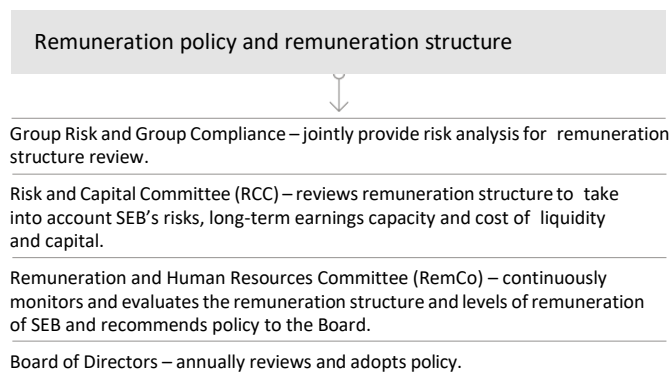 Remuneration policy and remuneration structure
Group Risk and Group Compliance – jointly provide risk analysis for remuneration
structure review.
Risk and Capital Committee (RCC) – reviews remuneration structure to take
into account SEB’s risks, long-term earnings capacity and cost of liquidity
and capital.
Remuneration and Human Resources Committee (RemCo) – continuously
monitors and evaluates the remuneration structure and levels of remuneration
of SEB and recommends policy to the Board.
Board of Directors – annually reviews and adopts policy.